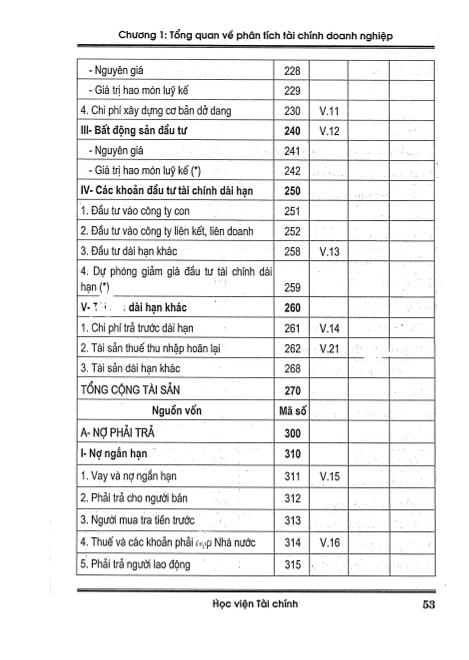 Chương 1: Tổng quan về phân tích tài chính doanh nghiệp
- Nguyên giá 228
- Giá trị hao mòn luỹ kế 229
4. Chi phí xây dựng cơ bản dở dang 230 V.11
III- Bất động sản đầu tư 240 V.12
- Nguyên giá 241
- Giá trị hao mòn luỹ kế (*) 242
IV- Các khoản đầu tư tài chính dài hạn 250
1. Đầu tư vào công ty con 251
2. Đầu tư vào công ty liên kết, liên doanh 252
3. Đầu tư dài hạn khác 258 V.13
4. Dự phòng giảm giá đầu tư tài chính dài
hạn (*) 259
V- dài hạn khác 260
1. Chi phí trả trước dài hạn 261 V.14
2. Tài sản thuế thu nhập hoãn lại 262 V.21
3. Tài sản dài hạn khác 268
TỔNG CỘNG TÀI SẢN 270
Nguồn vốn Mã số
A- NỢ PHẢI TRẢ 300
I- Nợ ngắn hạn 310
1. Vay và nợ ngắn hạn 311 V.15
2. Phải trả cho người bán 312
3. Người mua trả tiền trước 313
4. Thuế và các khoản phải Nhà nước 314 V.16
5. Phải trả người lao động 315
Học viện Tài chính 53